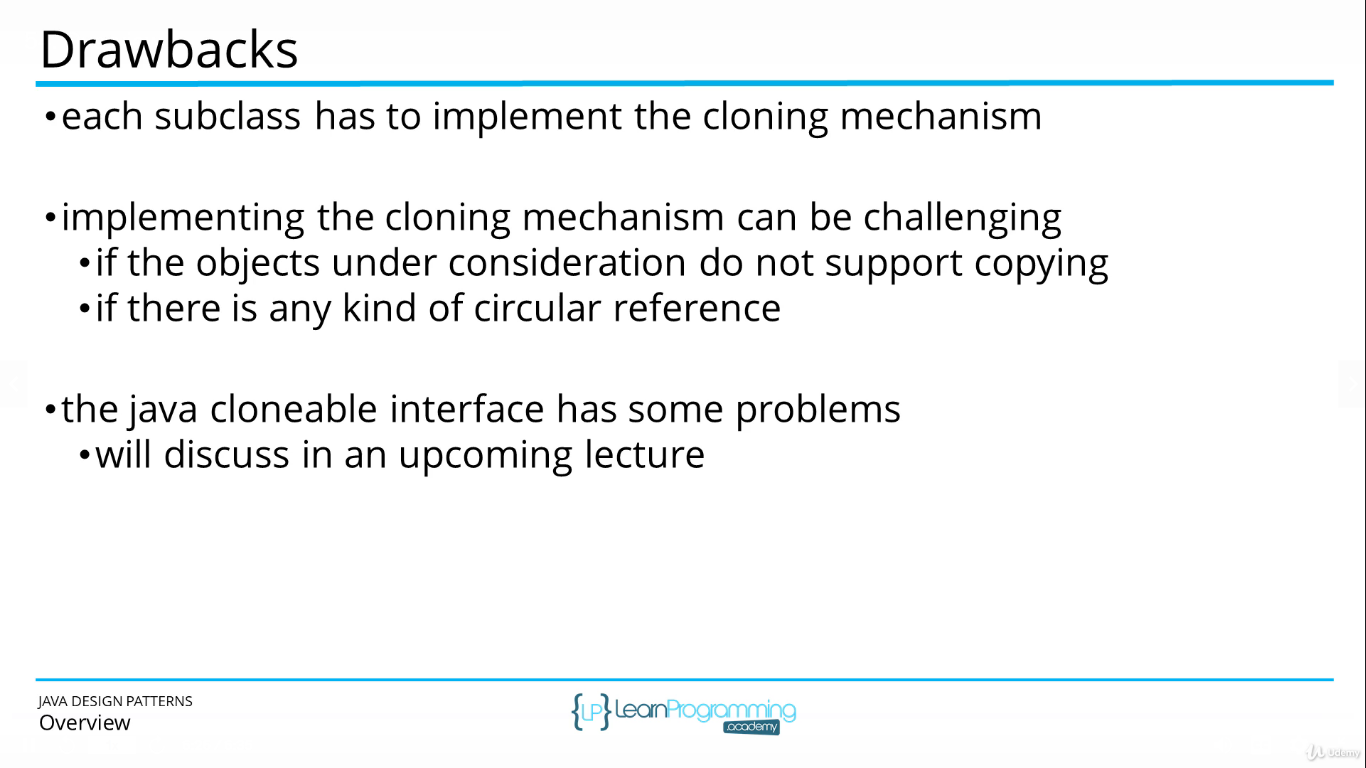 Drawbacks
•each subclass has to implement the cloning mechanism
•implementing the cloning mechanism can be challenging
•if the objects under consideration do not support copying
•if there is any kind of circular reference
•the java cloneable interface has some problems
•will discuss in an upcoming lecture
JAVA DESIGN PATTERNS
Overview
{LP} LearnProgramming
.academy
Udemy